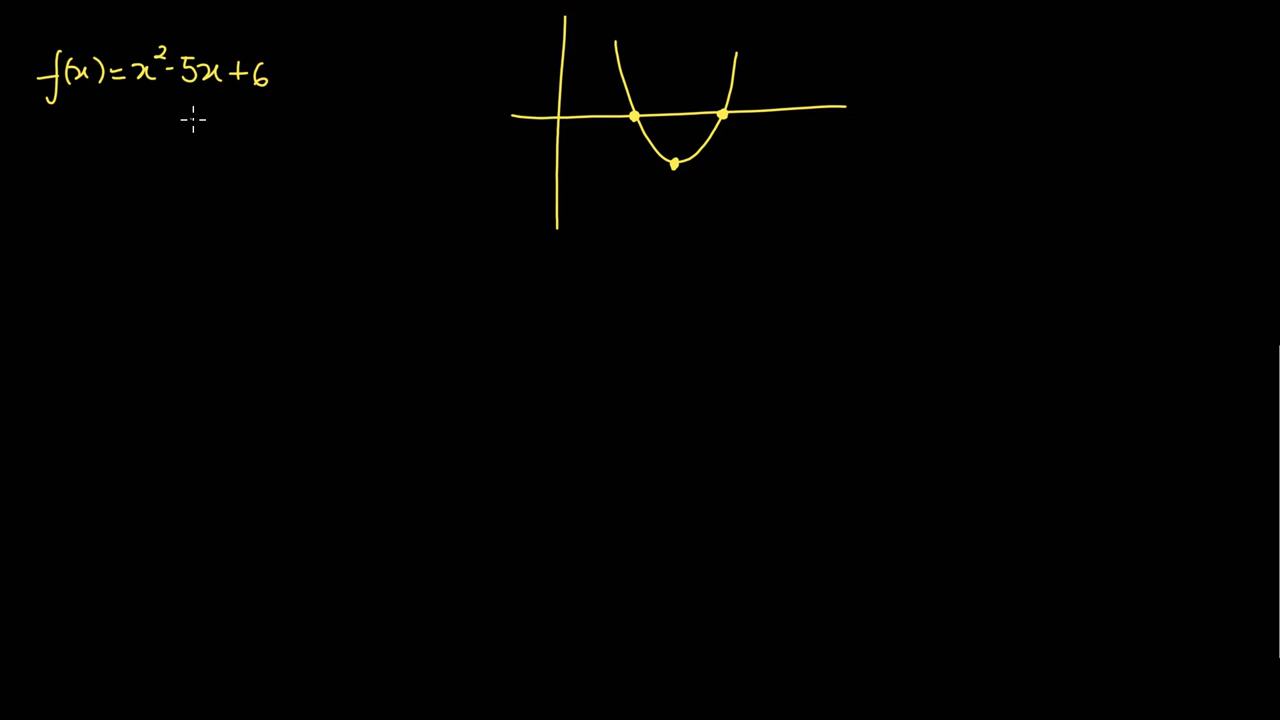 f(x) = x² - 5x + 6